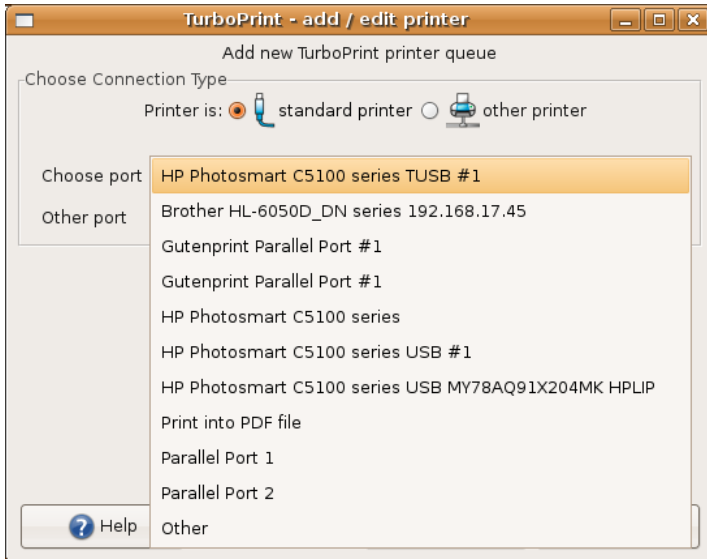 TurboPrint - add / edit printer
Add new TurboPrint printer queue
Choose Connection Type
Printer is: standard printer other printer
Choose port HP Photosmart C5100 series TUSB #1
Other port Brother HL-6050D_DN series 192.168.17.45
Gutenprint Parallel Port #1
Gutenprint Parallel Port #1
HP Photosmart C5100 series
HP Photosmart C5100 series USB #1
HP Photosmart C5100 series USB MY78AQ91X204MK HPLIP
Print into PDF file
Parallel Port 1
Parallel Port 2
Help Other